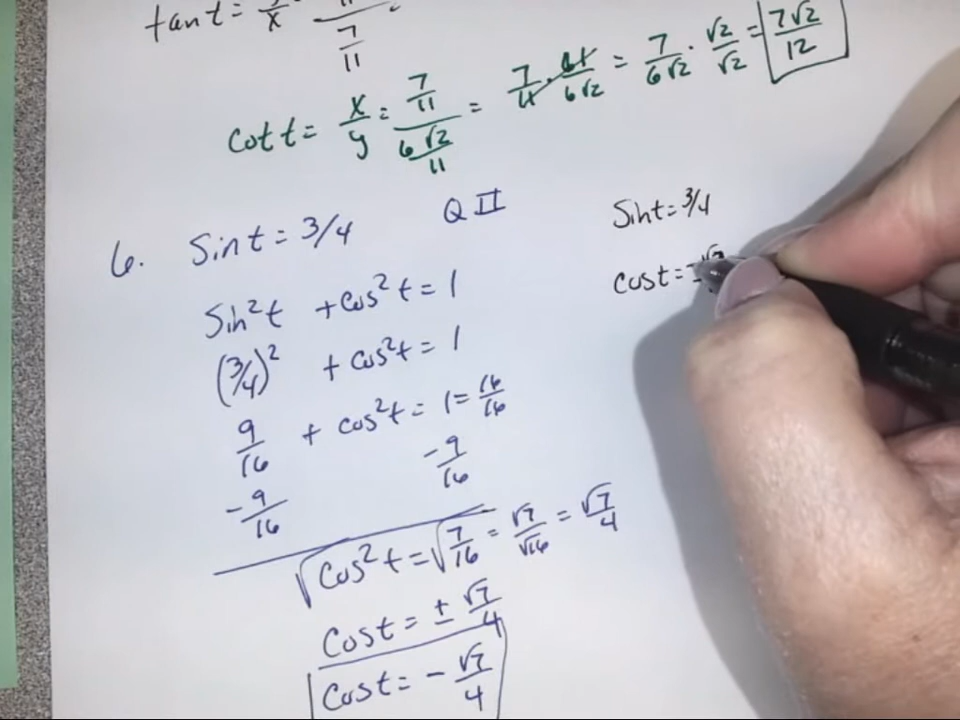 tan t = y/x
7/11
cot t = x/y = (7/11)/(6√2/11) = 7/11 · 11/6√2 = 7/6√2 · √2/√2 = 7√2/12
6. Sin t = 3/4 Q II
Sin²t + cos²t = 1
(3/4)² + cos²t = 1
9/16 + cos²t = 1 = 16/16
-9/16 -9/16
√cos²t = √7/16 = √7/√16 = √7/4
cos t = ± √7/4
cos t = - √7/4
Sin t = 3/4
cos t = -√7